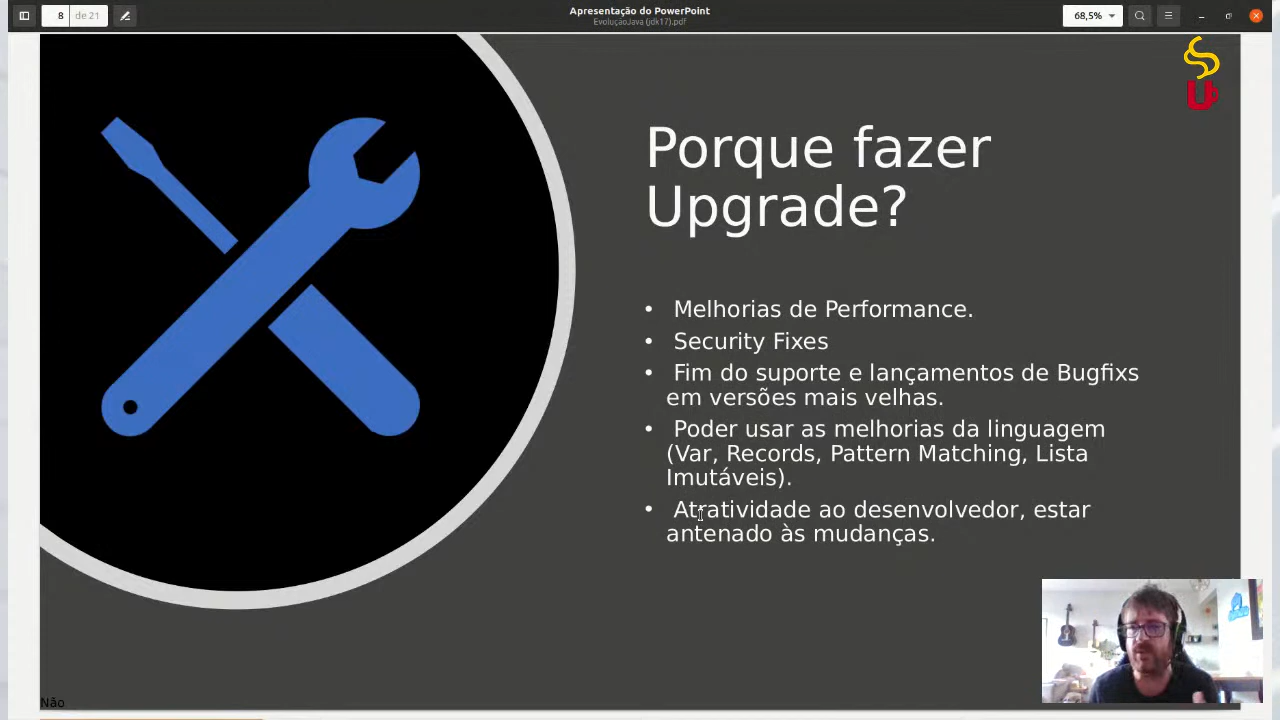 8
de 21
Apresentação do PowerPoint
EvoluçãoJava (jdk17).pdf
68,5%
Porque fazer
Upgrade?
• Melhorias de Performance.
• Security Fixes
• Fim do suporte e lançamentos de Bugfixs
em versões mais velhas.
• Poder usar as melhorias da linguagem
(Var, Records, Pattern Matching, Lista
Imutáveis).
• Atratividade ao desenvolvedor, estar
antenado às mudanças.
Não